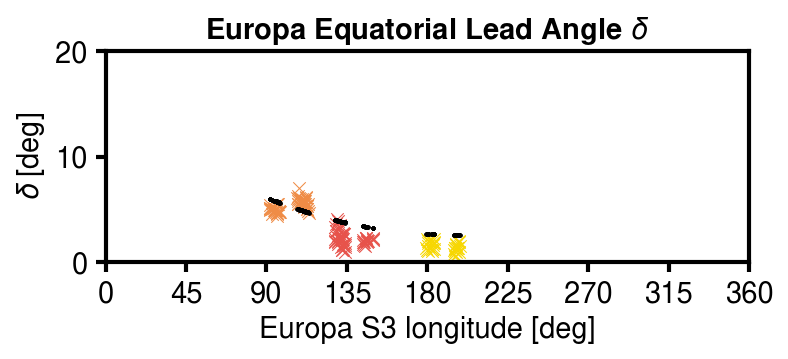 Europa Equatorial Lead Angle δ
20
10
0
δ [deg]
0 45 90 135 180 225 270 315 360
Europa S3 longitude [deg]